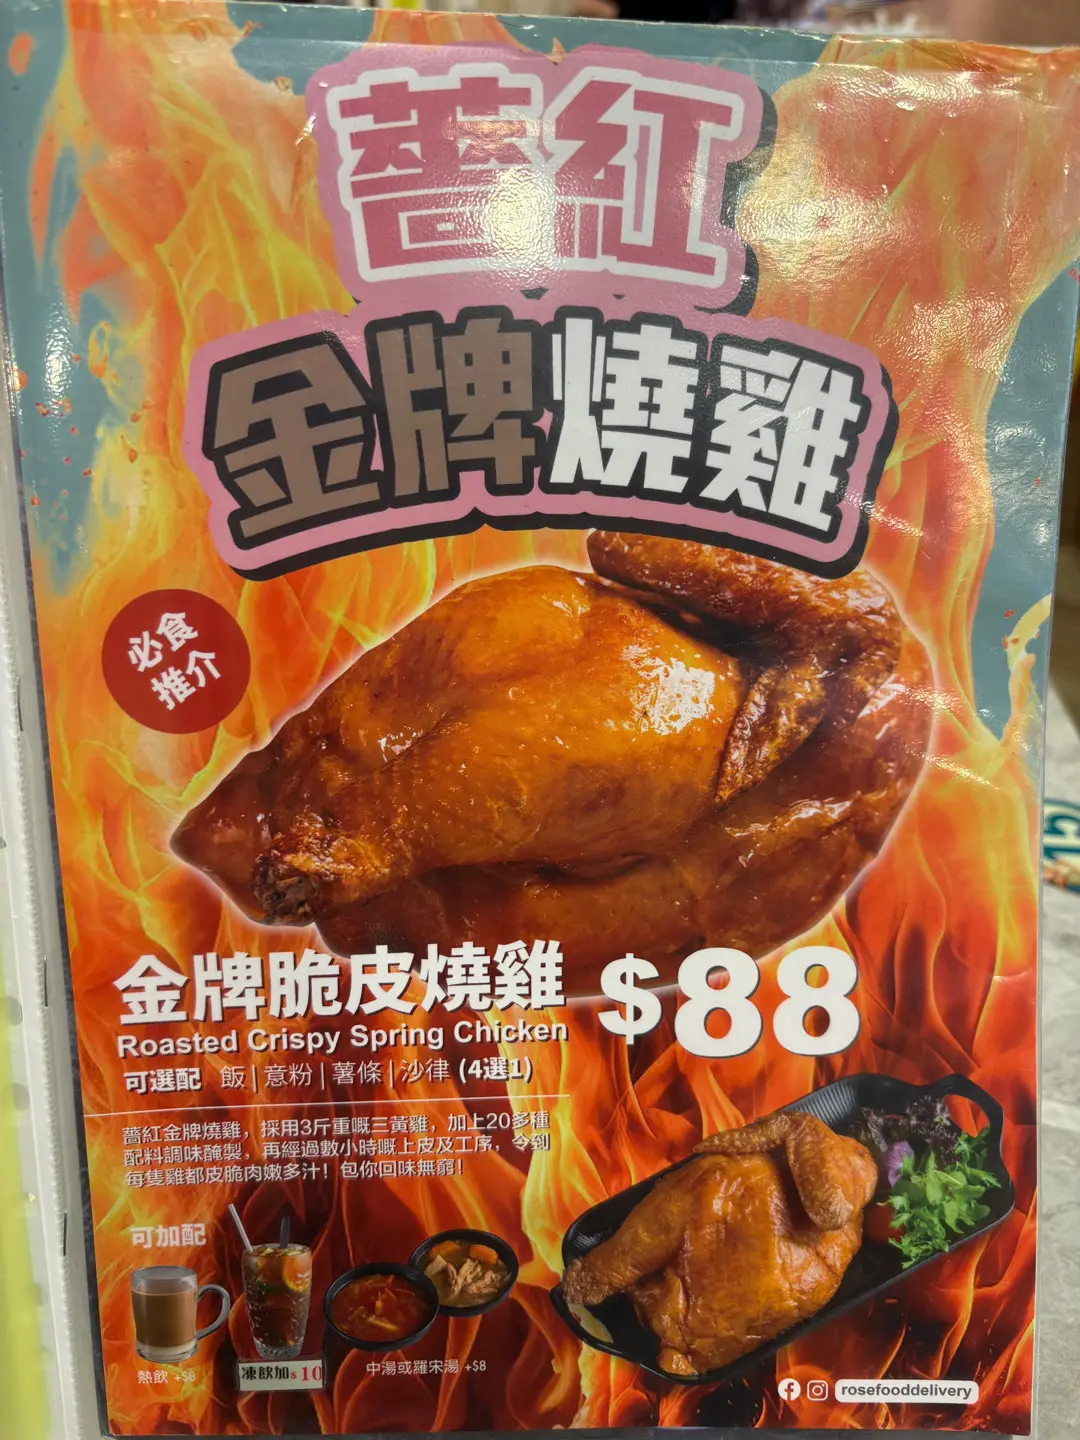 薔紅
金牌燒雞
必食
推介
金牌脆皮燒雞 $88
Roasted Crispy Spring Chicken
可選配 飯|意粉|薯條|沙律 (4選1)
薔紅金牌燒雞，採用3斤重嘅三黃雞，加上20多種
配料調味醃製，再經過數小時嘅上皮及工序，令到
每隻雞都皮脆肉嫩多汁！包你回味無窮！
可加配
熱飲 +$8
凍飲加$10
中湯或羅宋湯 +$8
rosefooddelivery